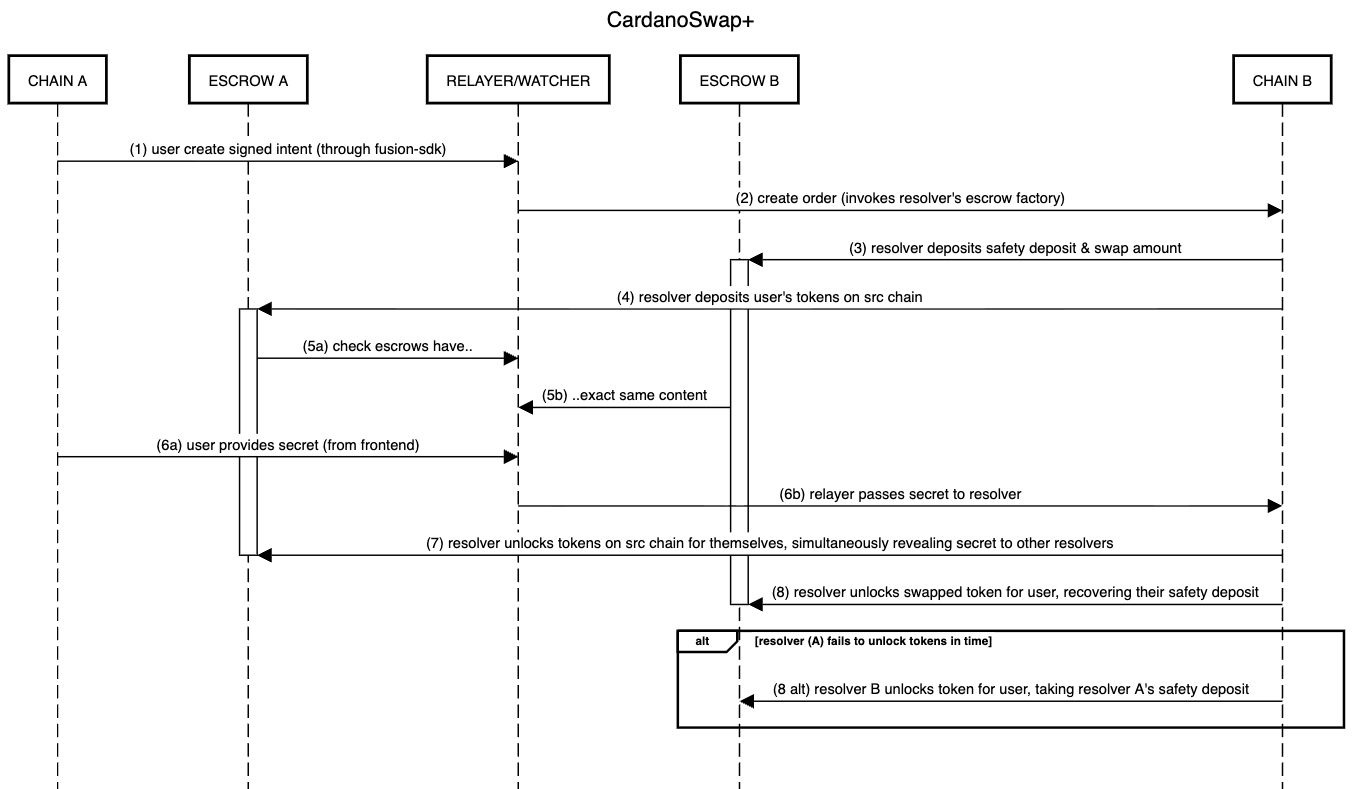 CardanoSwap+
CHAIN A
ESCROW A
RELAYER/WATCHER
ESCROW B
CHAIN B
(1) user create signed intent (through fusion-sdk)
(2) create order (invokes resolver's escrow factory)
(3) resolver deposits safety deposit & swap amount
(4) resolver deposits user's tokens on src chain
(5a) check escrows have..
(5b) ..exact same content
(6a) user provides secret (from frontend)
(6b) relayer passes secret to resolver
(7) resolver unlocks tokens on src chain for themselves, simultaneously revealing secret to other resolvers
(8) resolver unlocks swapped token for user, recovering their safety deposit
alt
[resolver (A) fails to unlock tokens in time]
(8 alt) resolver B unlocks token for user, taking resolver A's safety deposit